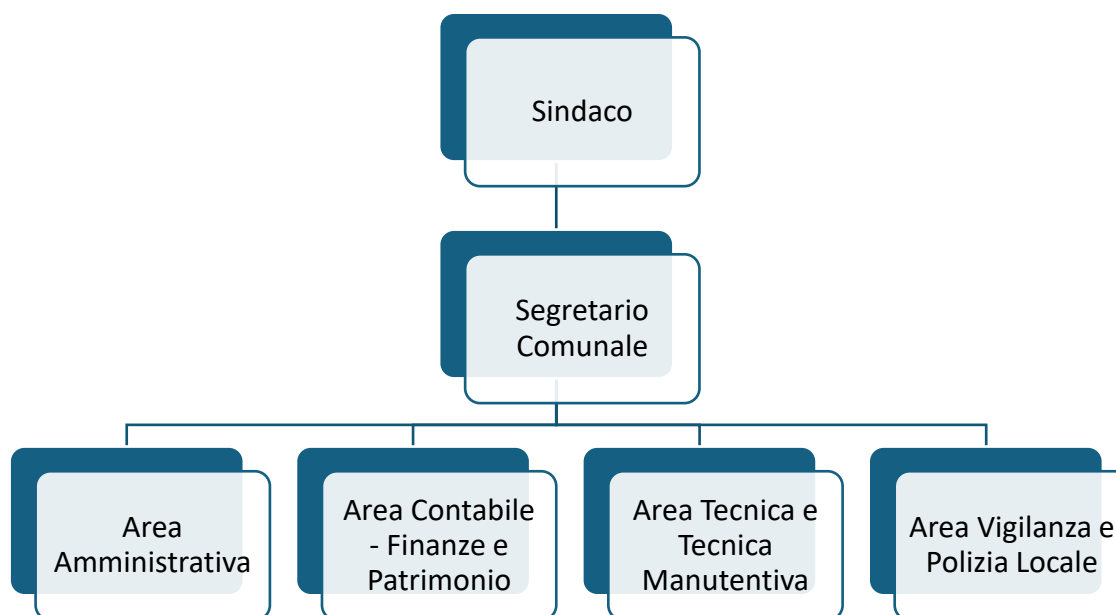 Sindaco
Segretario
Comunale
Area
Amministrativa
Area Contabile
- Finanze e
Patrimonio
Area Tecnica e
Tecnica
Manutentiva
Area Vigilanza e
Polizia Locale